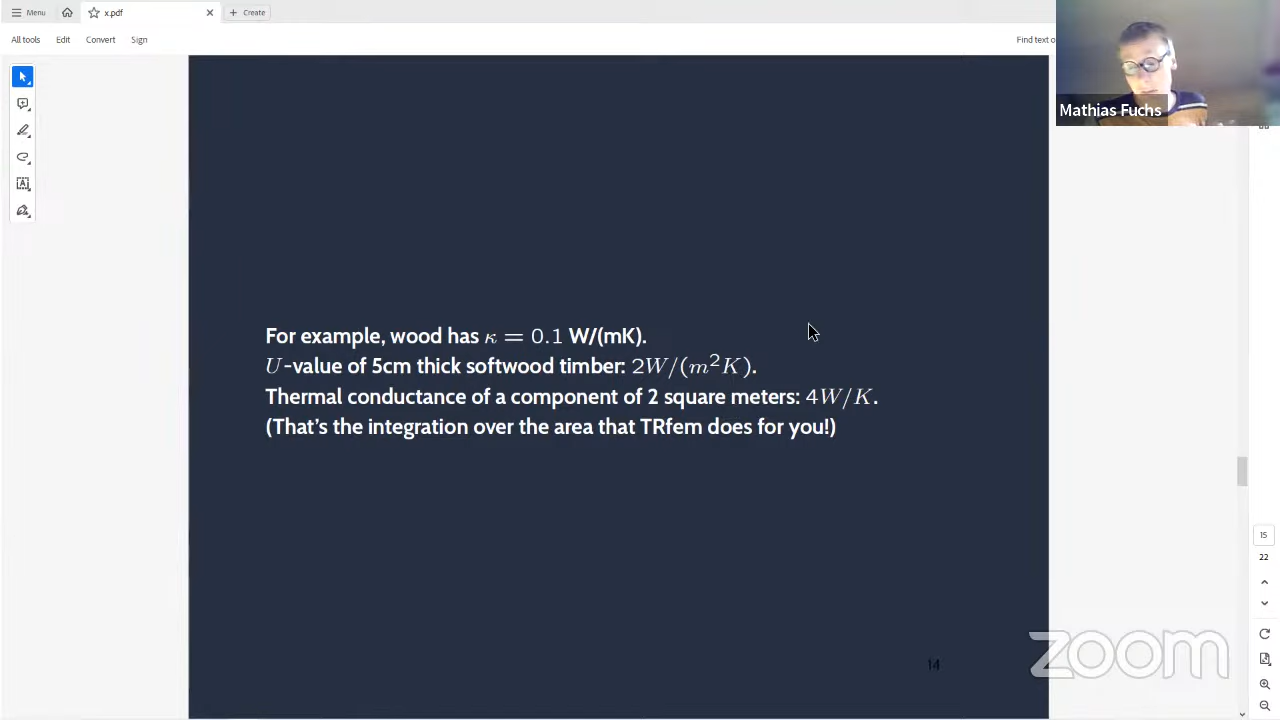 Menu
x.pdf
Create
All tools
Edit
Convert
Sign
Find text o
Mathias Fuchs
For example, wood has κ = 0.1 W/(mK).
U-value of 5cm thick softwood timber: 2W/(m²K).
Thermal conductance of a component of 2 square meters: 4W/K.
(That's the integration over the area that TRfem does for you!)
14
15
22
zoom